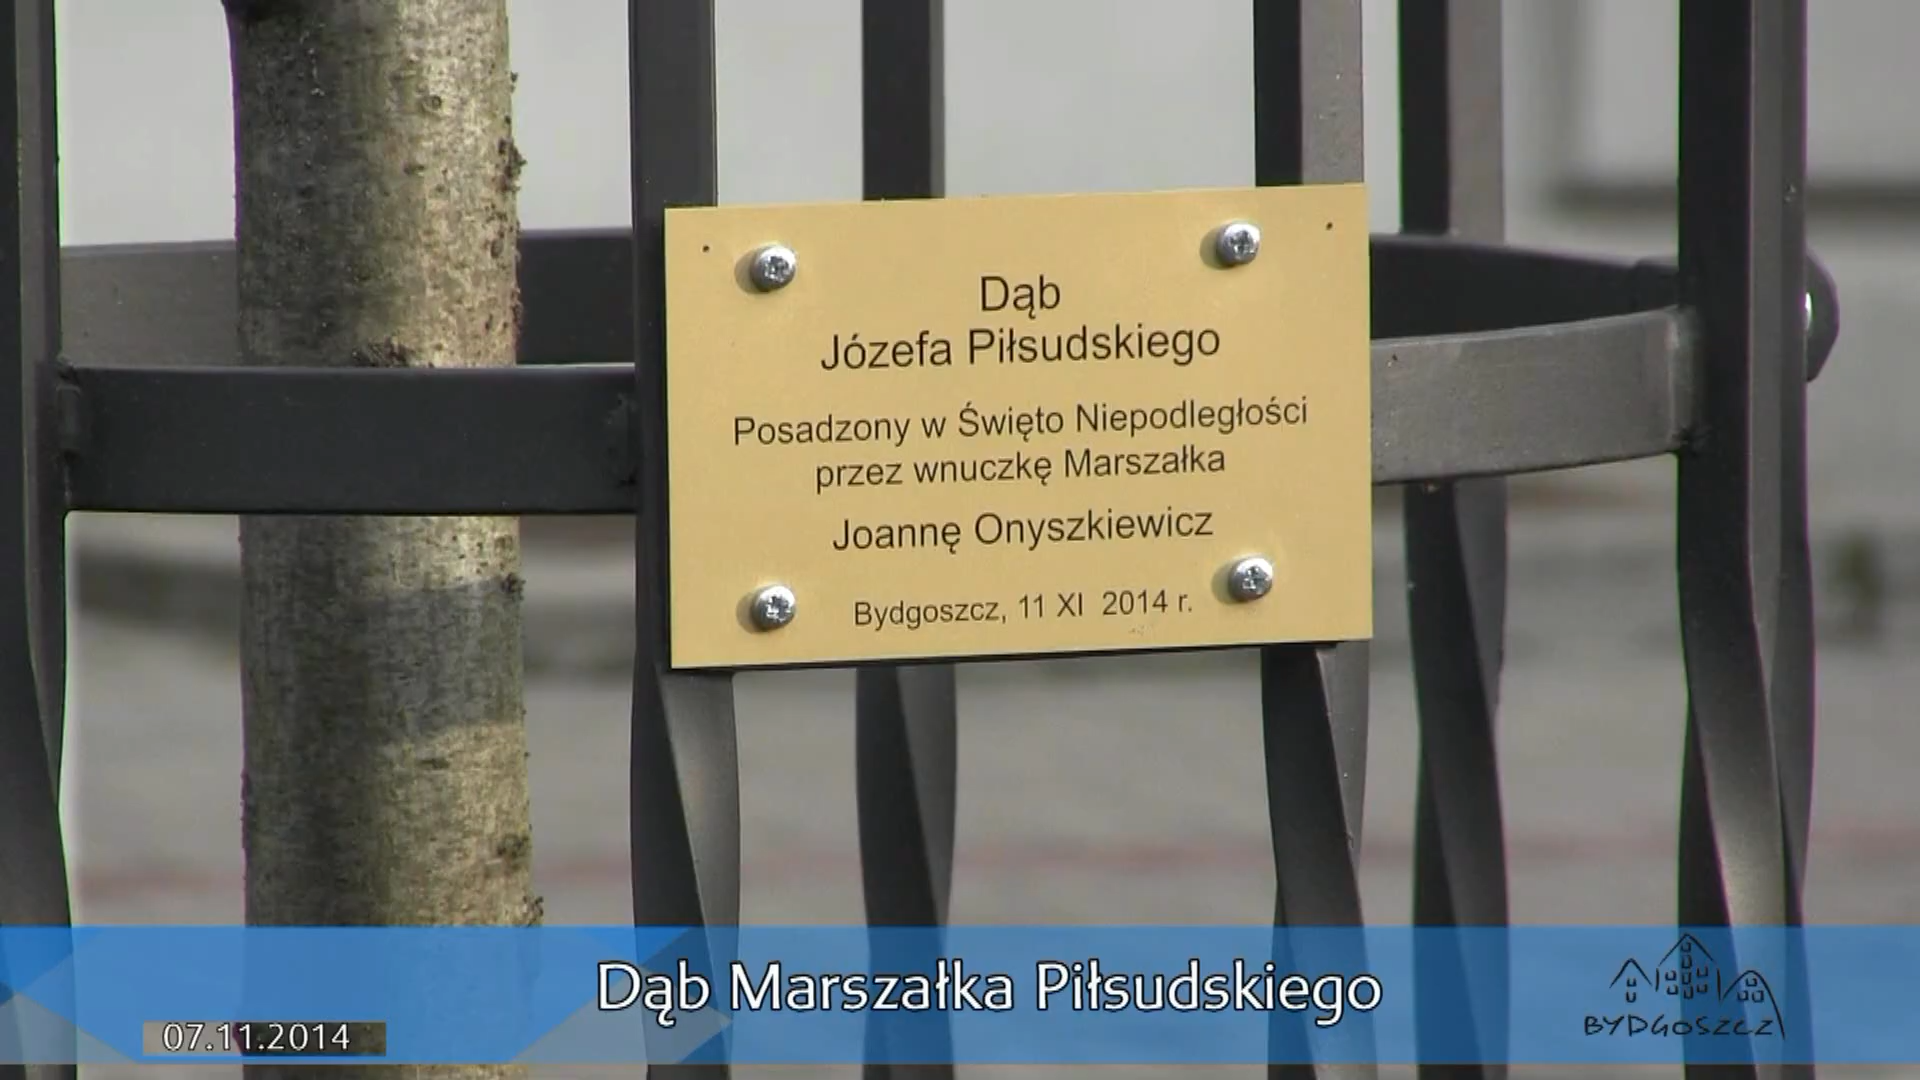 Dąb
Józefa Piłsudskiego
Posadzony w Święto Niepodległości
przez wnuczkę Marszałka
Joannę Onyszkiewicz
Bydgoszcz, 11 XI 2014 r.
Dąb Marszałka Piłsudskiego
07.11.2014
BYDGOSZCZ